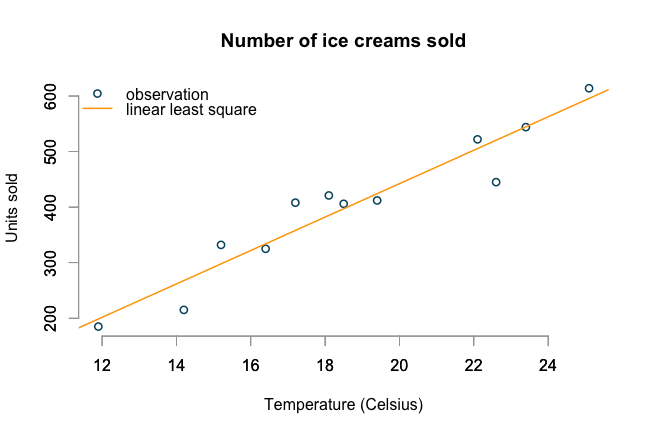 Number of ice creams sold
observation
linear least square
Units sold
600
500
400
300
200
12 14 16 18 20 22 24
Temperature (Celsius)